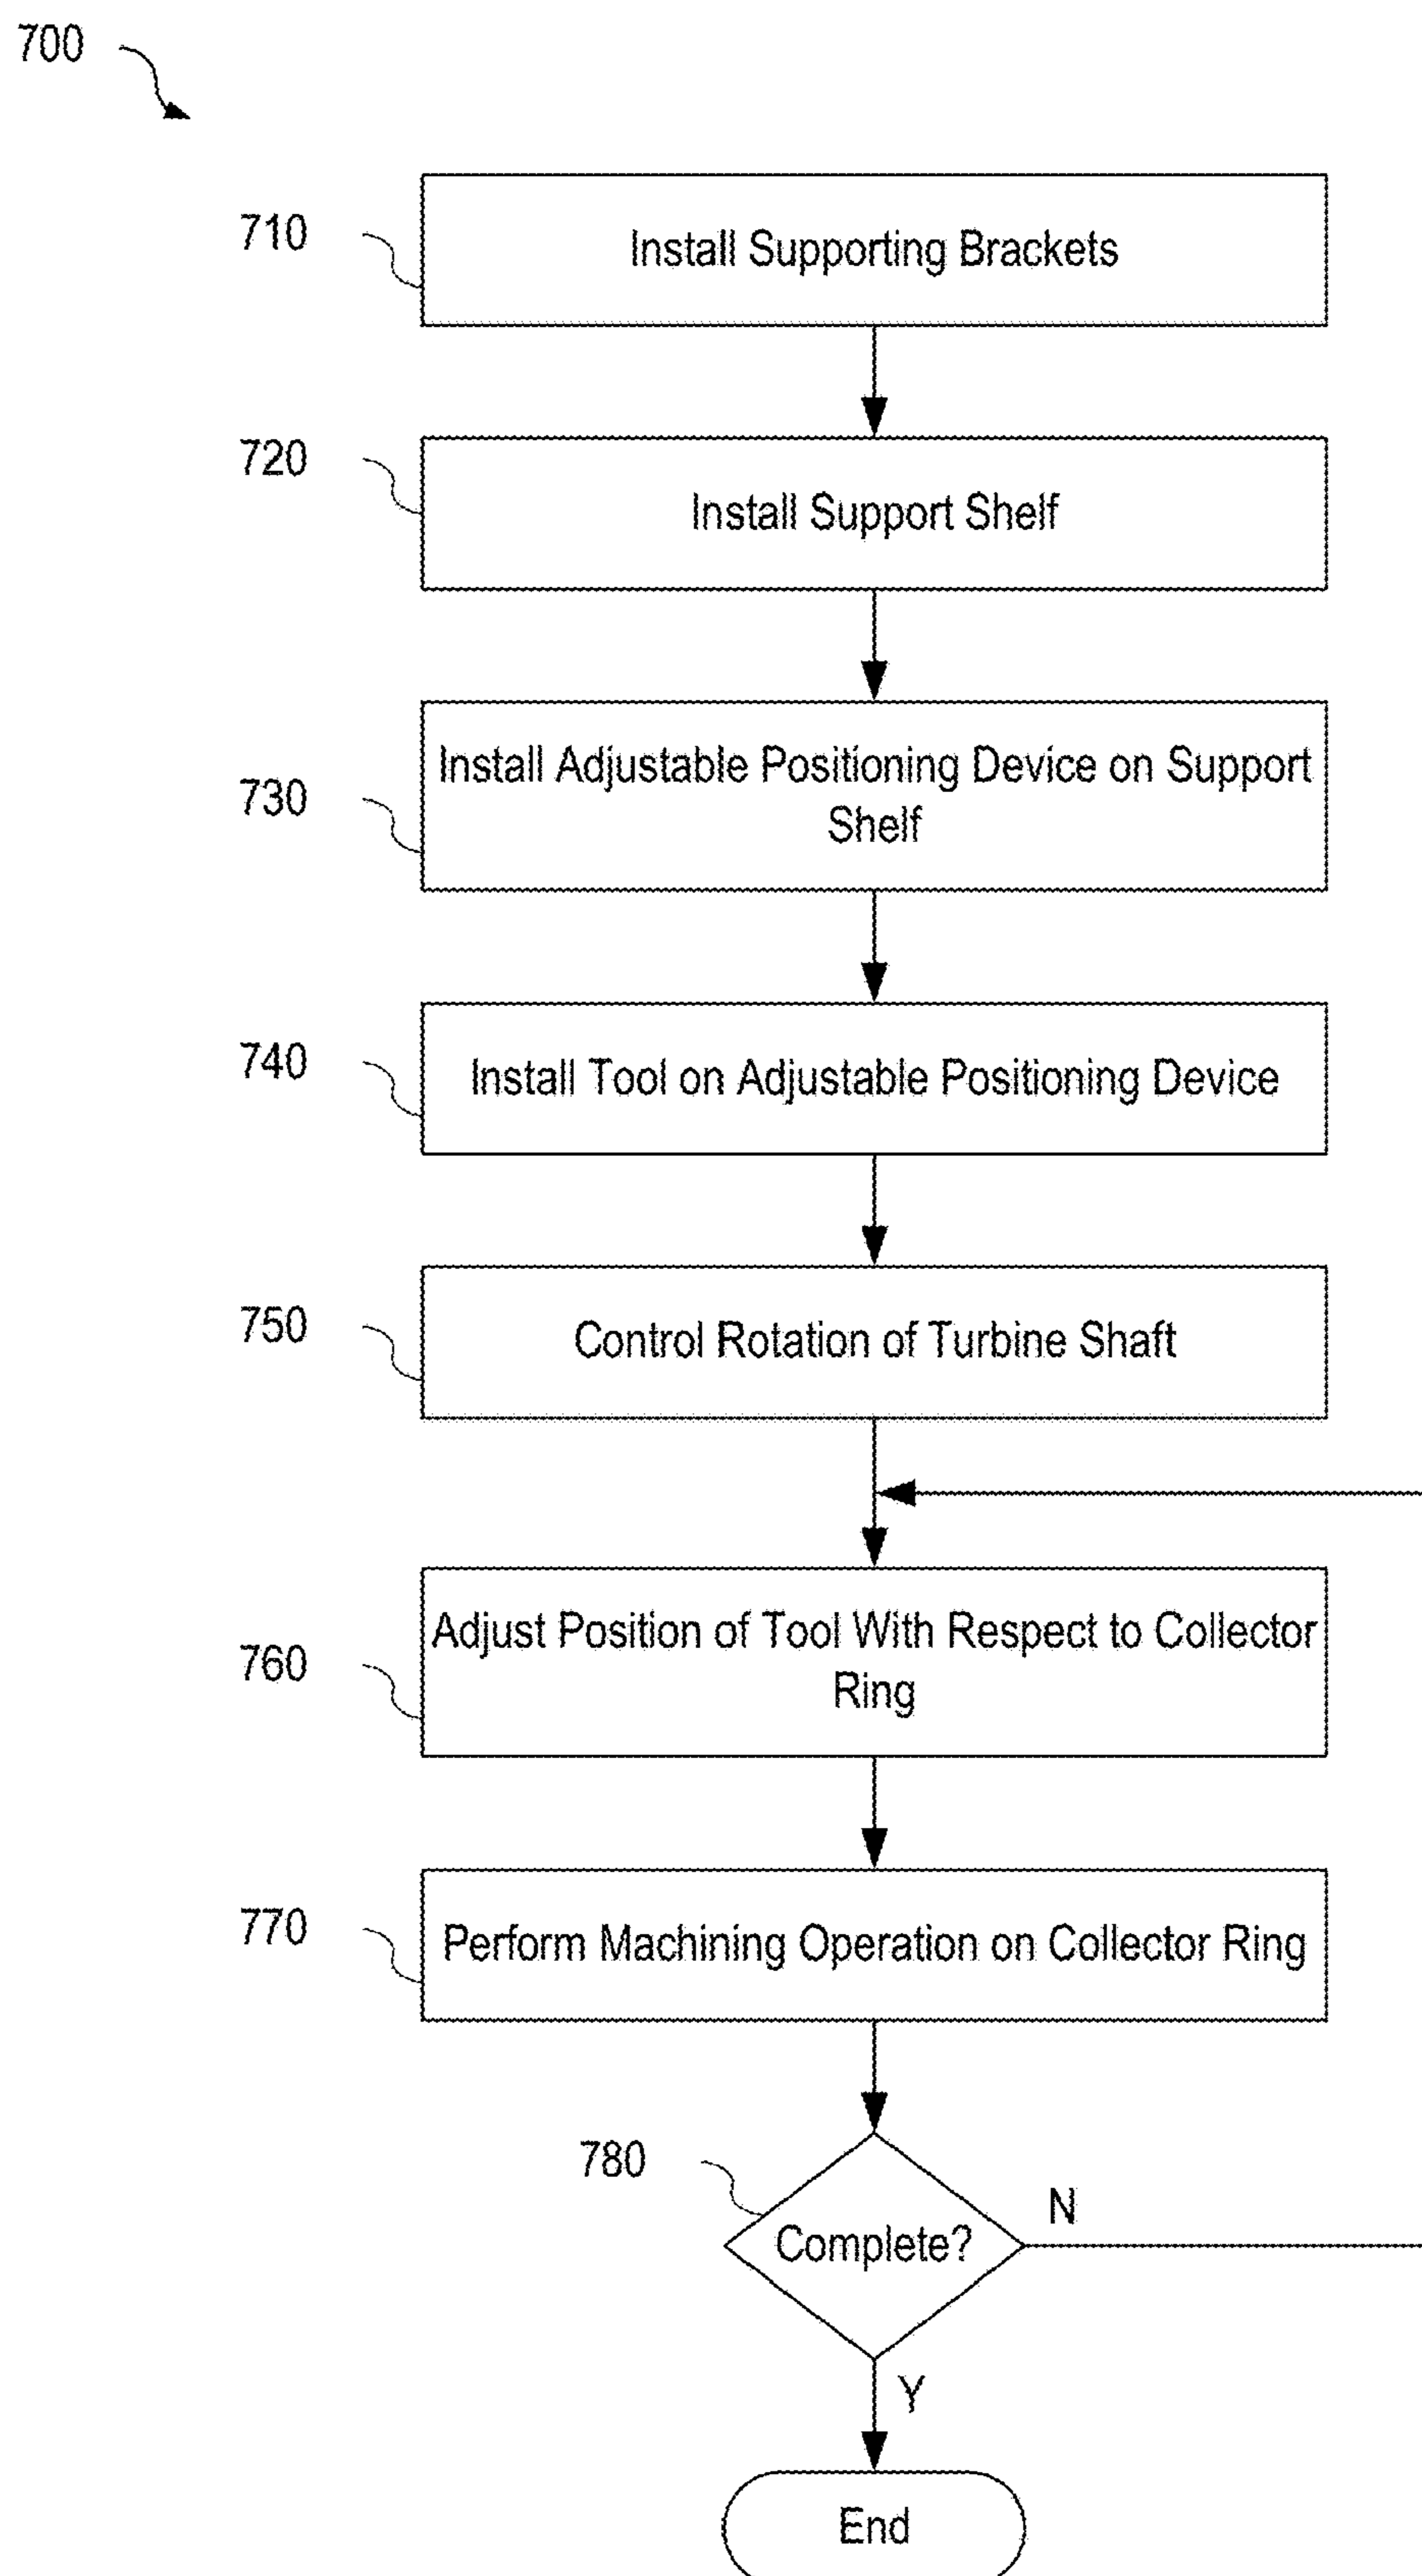 700
710
Install Supporting Brackets
720
Install Support Shelf
730
Install Adjustable Positioning Device on Support
Shelf
740
Install Tool on Adjustable Positioning Device
750
Control Rotation of Turbine Shaft
760
Adjust Position of Tool With Respect to Collector
Ring
770
Perform Machining Operation on Collector Ring
780
Complete?
N
Y
End